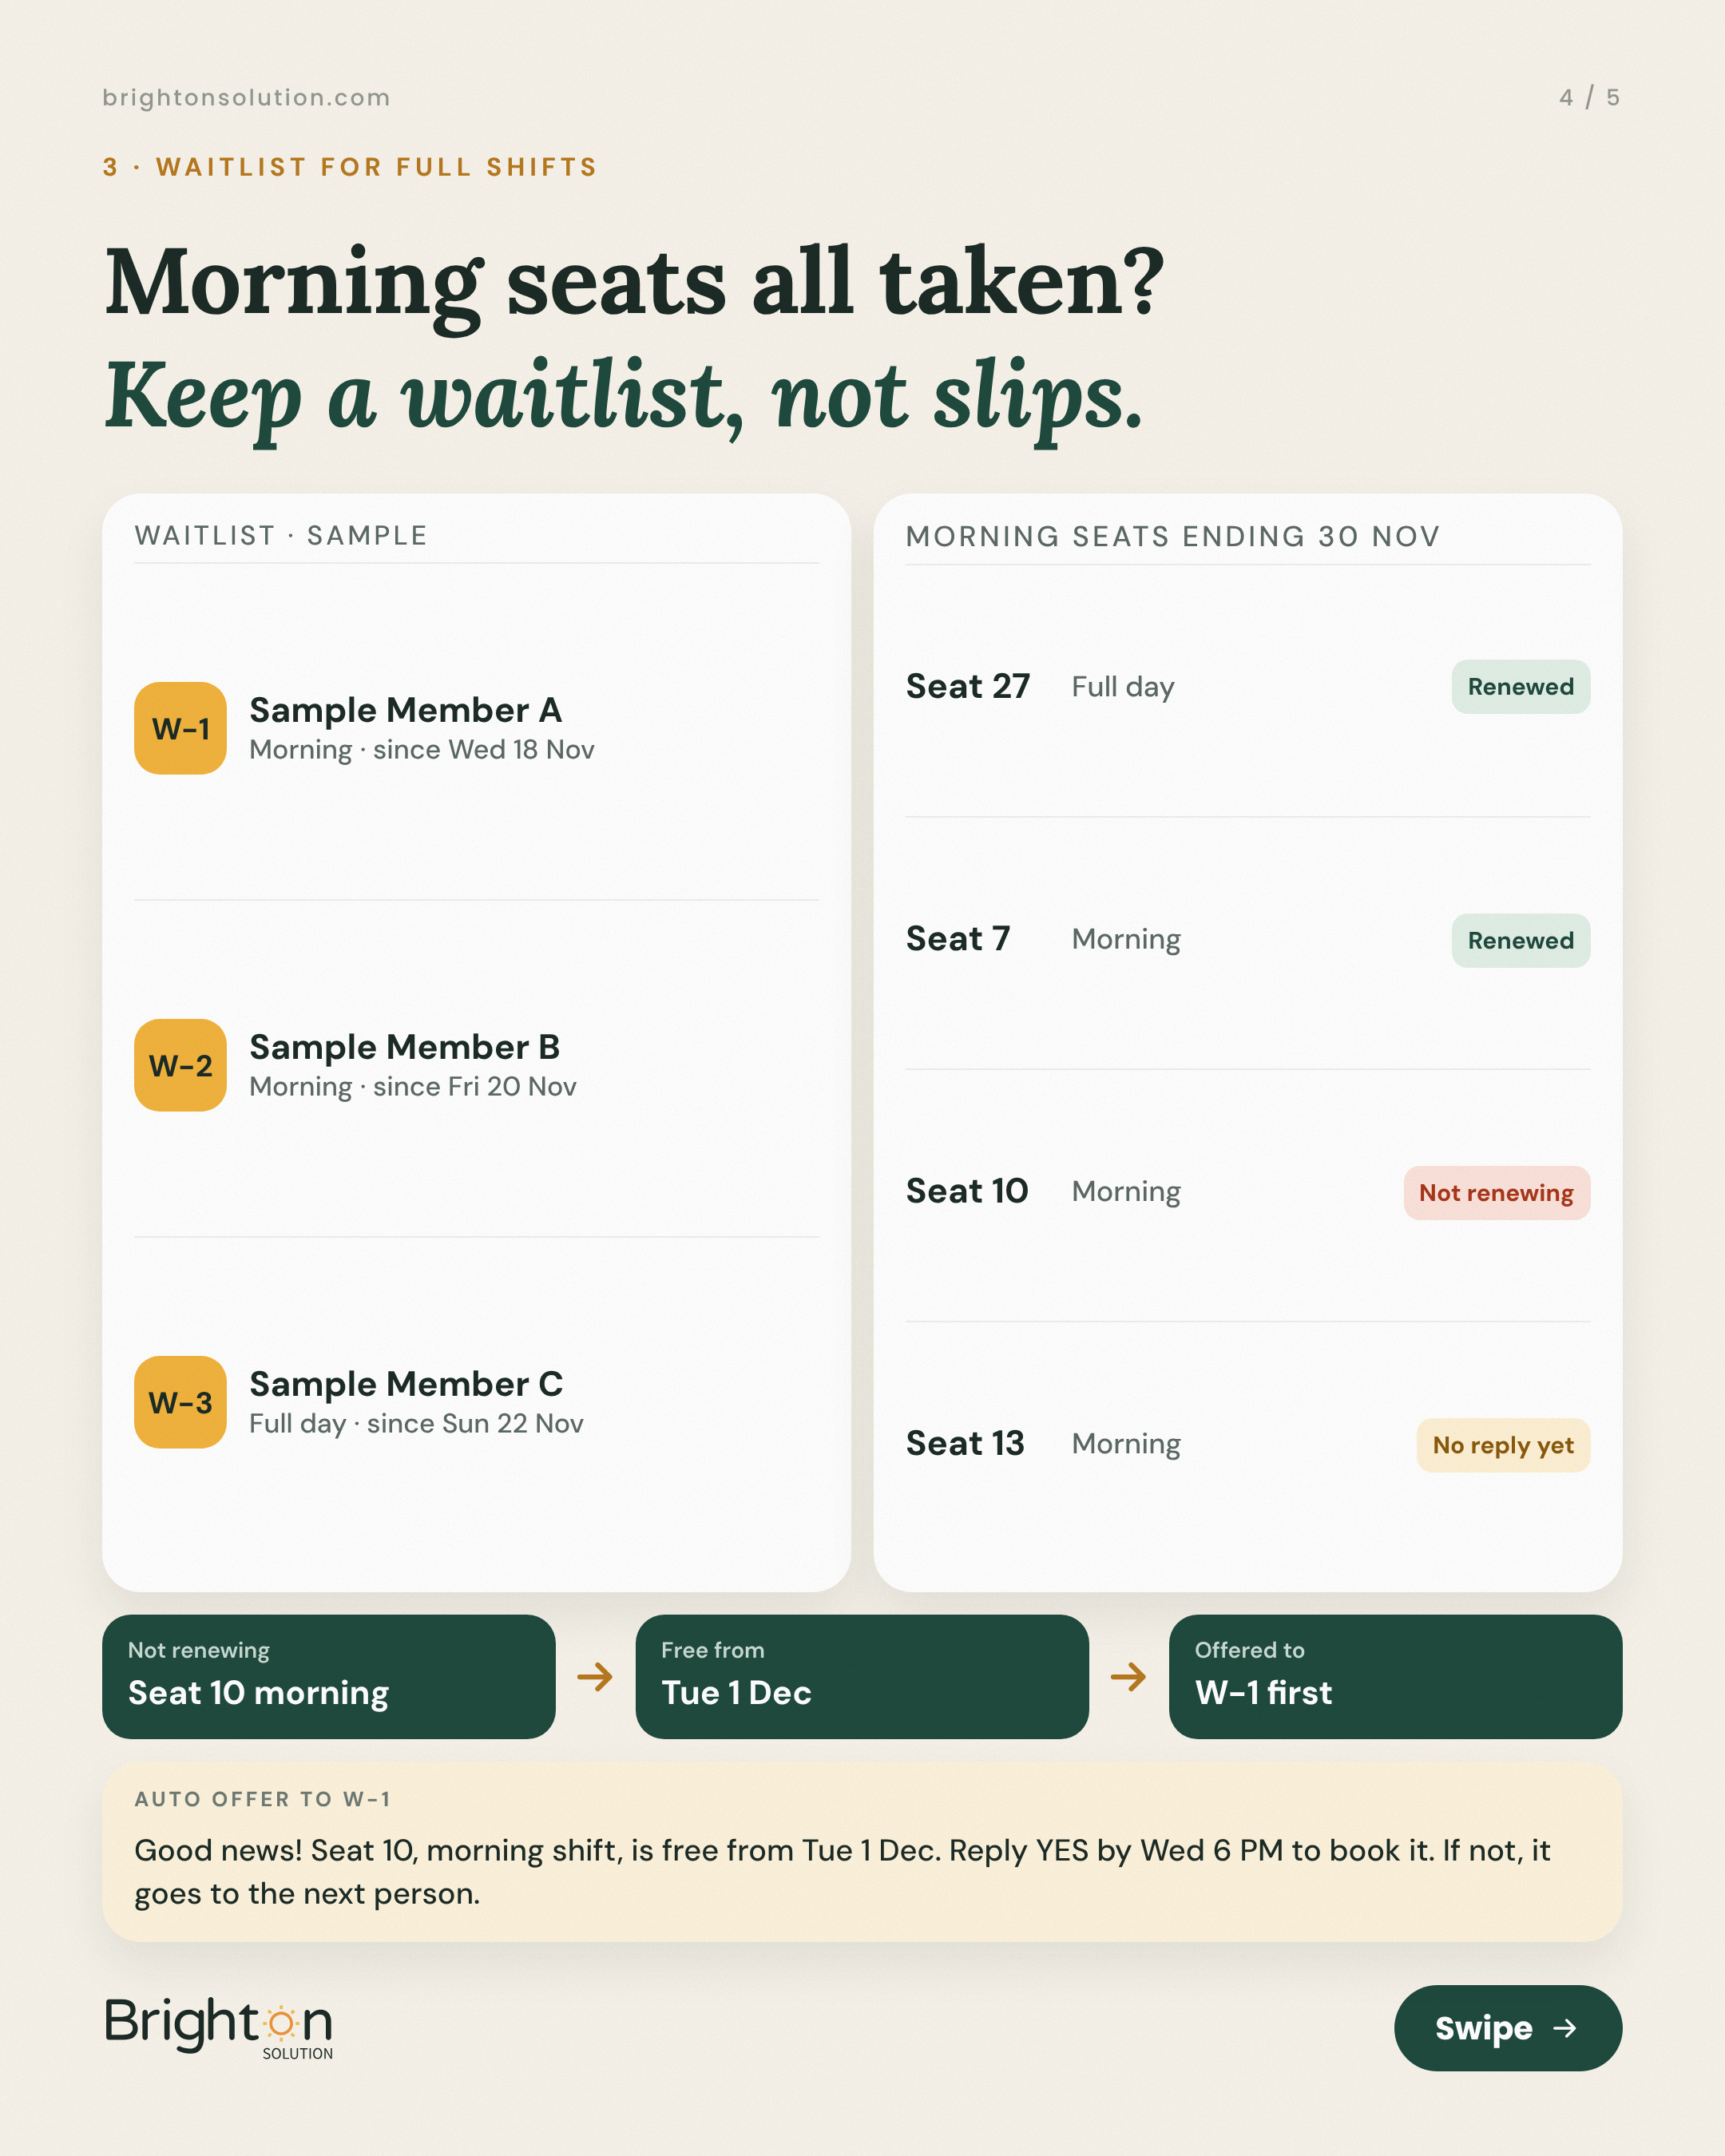 brightonsolution.com
4 / 5
3 · WAITLIST FOR FULL SHIFTS
Morning seats all taken?
Keep a waitlist, not slips.
WAITLIST · SAMPLE
W-1
Sample Member A
Morning · since Wed 18 Nov
W-2
Sample Member B
Morning · since Fri 20 Nov
W-3
Sample Member C
Full day · since Sun 22 Nov
MORNING SEATS ENDING 30 NOV
Seat 27 Full day Renewed
Seat 7 Morning Renewed
Seat 10 Morning Not renewing
Seat 13 Morning No reply yet
Not renewing
Seat 10 morning
→
Free from
Tue 1 Dec
→
Offered to
W-1 first
AUTO OFFER TO W-1
Good news! Seat 10, morning shift, is free from Tue 1 Dec. Reply YES by Wed 6 PM to book it. If not, it
goes to the next person.
Brighton
SOLUTION
Swipe →